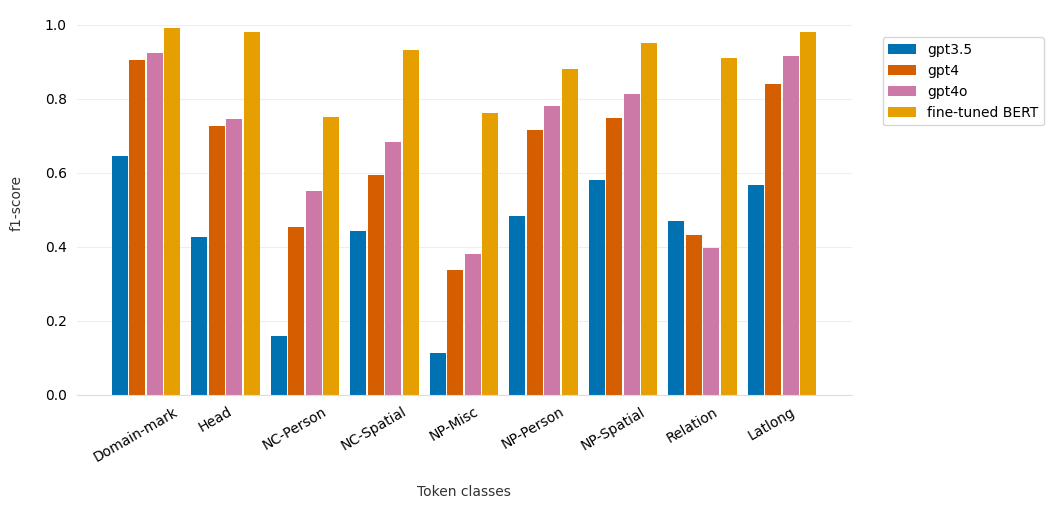 1.0
0.8
0.6
0.4
0.2
0.0
f1-score
Domain-mark
Head
NC-Person
NC-Spatial
NP-Misc
NP-Person
NP-Spatial
Relation
Latlong
Token classes
gpt3.5
gpt4
gpt4o
fine-tuned BERT